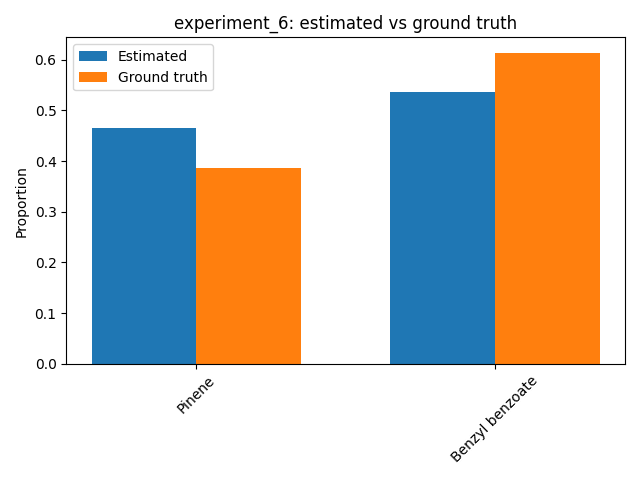 experiment_6: estimated vs ground truth
Estimated
Ground truth
Proportion
0.6
0.5
0.4
0.3
0.2
0.1
0.0
Pinene
Benzyl benzoate